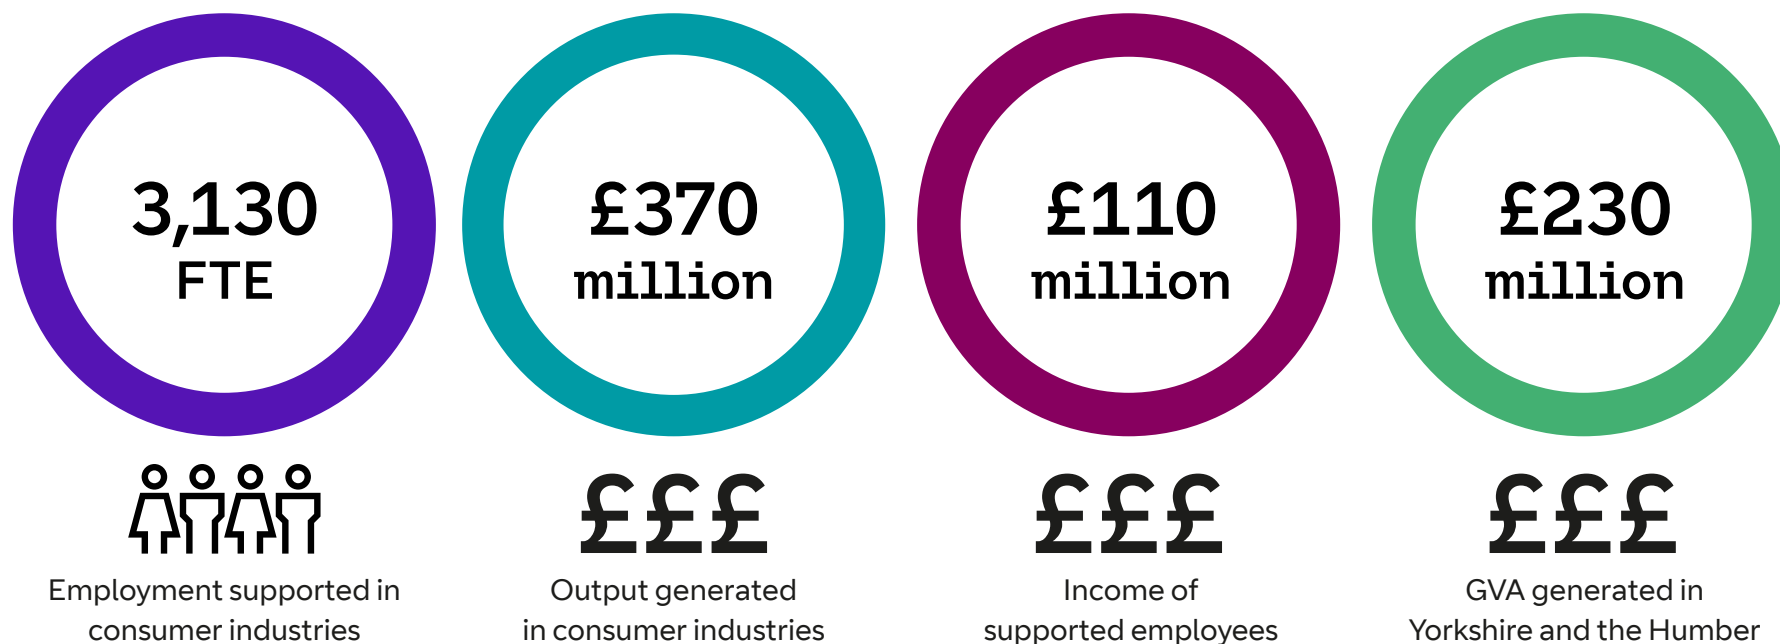 3,130
FTE
Employment supported in
consumer industries
£370
million
£££
Output generated
in consumer industries
£110
million
£££
Income of
supported employees
£230
million
£££
GVA generated in
Yorkshire and the Humber